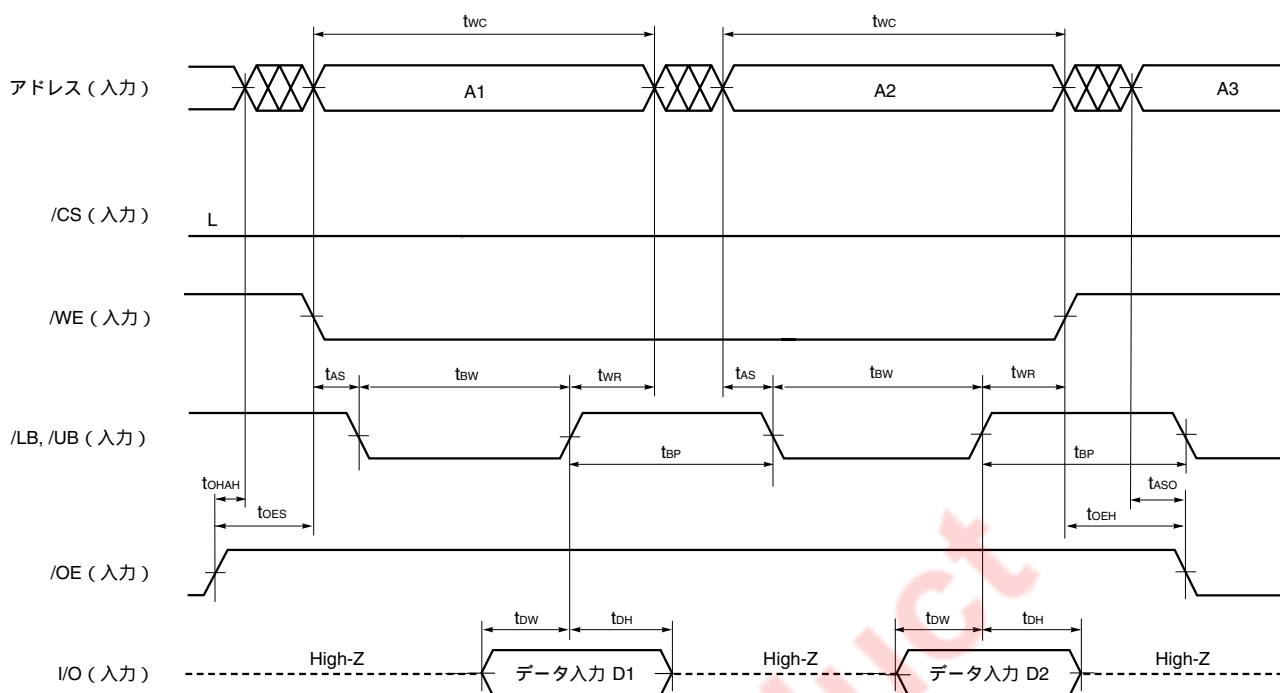 tWC tWC
アドレス（入力） A1 A2 A3
/CS（入力） L
/WE（入力）
tAS tBW tWR tAS tBW tWR
/LB, /UB（入力）
tBP tBP
tOHAH tASO
tOES tOEH
/OE（入力）
tDW tDH tDW tDH
I/O（入力） High-Z データ入力 D1 High-Z データ入力 D2 High-Z